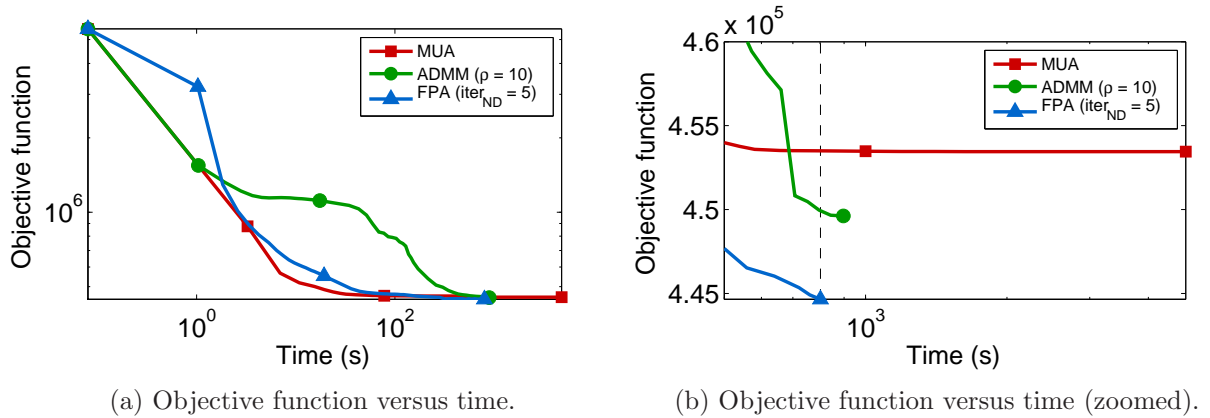 MUA
ADMM (ρ = 10)
FPA (iter_ND = 5)
Objective function
10^6
10^0
10^2
Time (s)
(a) Objective function versus time.
x 10^5
4.6
4.55
4.5
4.45
MUA
ADMM (ρ = 10)
FPA (iter_ND = 5)
Objective function
10^3
Time (s)
(b) Objective function versus time (zoomed).